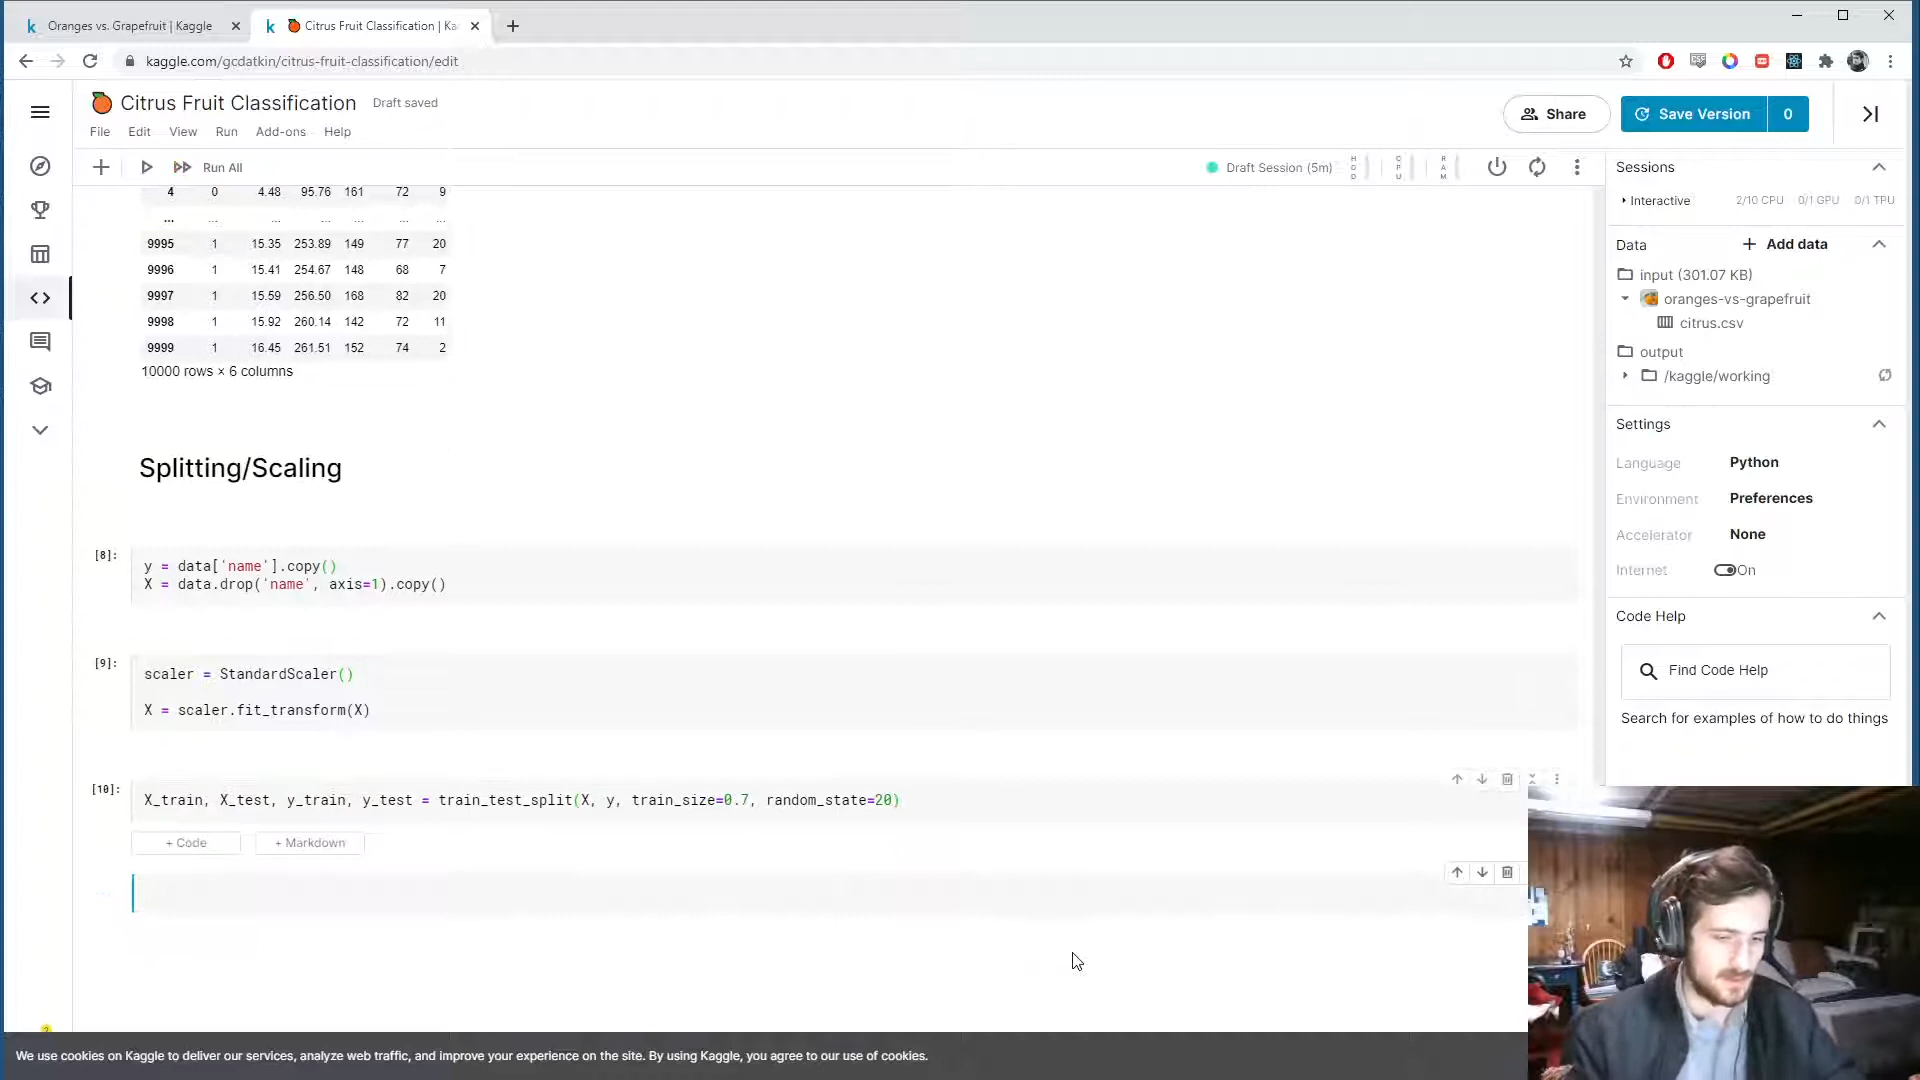 Oranges vs. Grapefruit | Kaggle
Citrus Fruit Classification | Ka
kaggle.com/gcdatkin/citrus-fruit-classification/edit
Citrus Fruit Classification
Draft saved
Share
Save Version
0
File
Edit
View
Run
Add-ons
Help
Run All
Draft Session (5m)
HDD
CPU
RAM
4 0 4.48 95.76 161 72 9
... ... ... ... ... ... ...
9995 1 15.35 253.89 149 77 20
9996 1 15.41 254.67 148 68 7
9997 1 15.59 256.50 168 82 20
9998 1 15.92 260.14 142 72 11
9999 1 16.45 261.51 152 74 2
10000 rows × 6 columns
Splitting/Scaling
[8]:
y = data['name'].copy()
X = data.drop('name', axis=1).copy()
[9]:
scaler = StandardScaler()
X = scaler.fit_transform(X)
[10]:
X_train, X_test, y_train, y_test = train_test_split(X, y, train_size=0.7, random_state=20)
+ Code
+ Markdown
Sessions
Interactive
2/10 CPU 0/1 GPU 0/1 TPU
Data
+ Add data
input (301.07 KB)
oranges-vs-grapefruit
citrus.csv
output
/kaggle/working
Settings
Language Python
Environment Preferences
Accelerator None
Internet On
Code Help
Find Code Help
Search for examples of how to do things
We use cookies on Kaggle to deliver our services, analyze web traffic, and improve your experience on the site. By using Kaggle, you agree to our use of cookies.